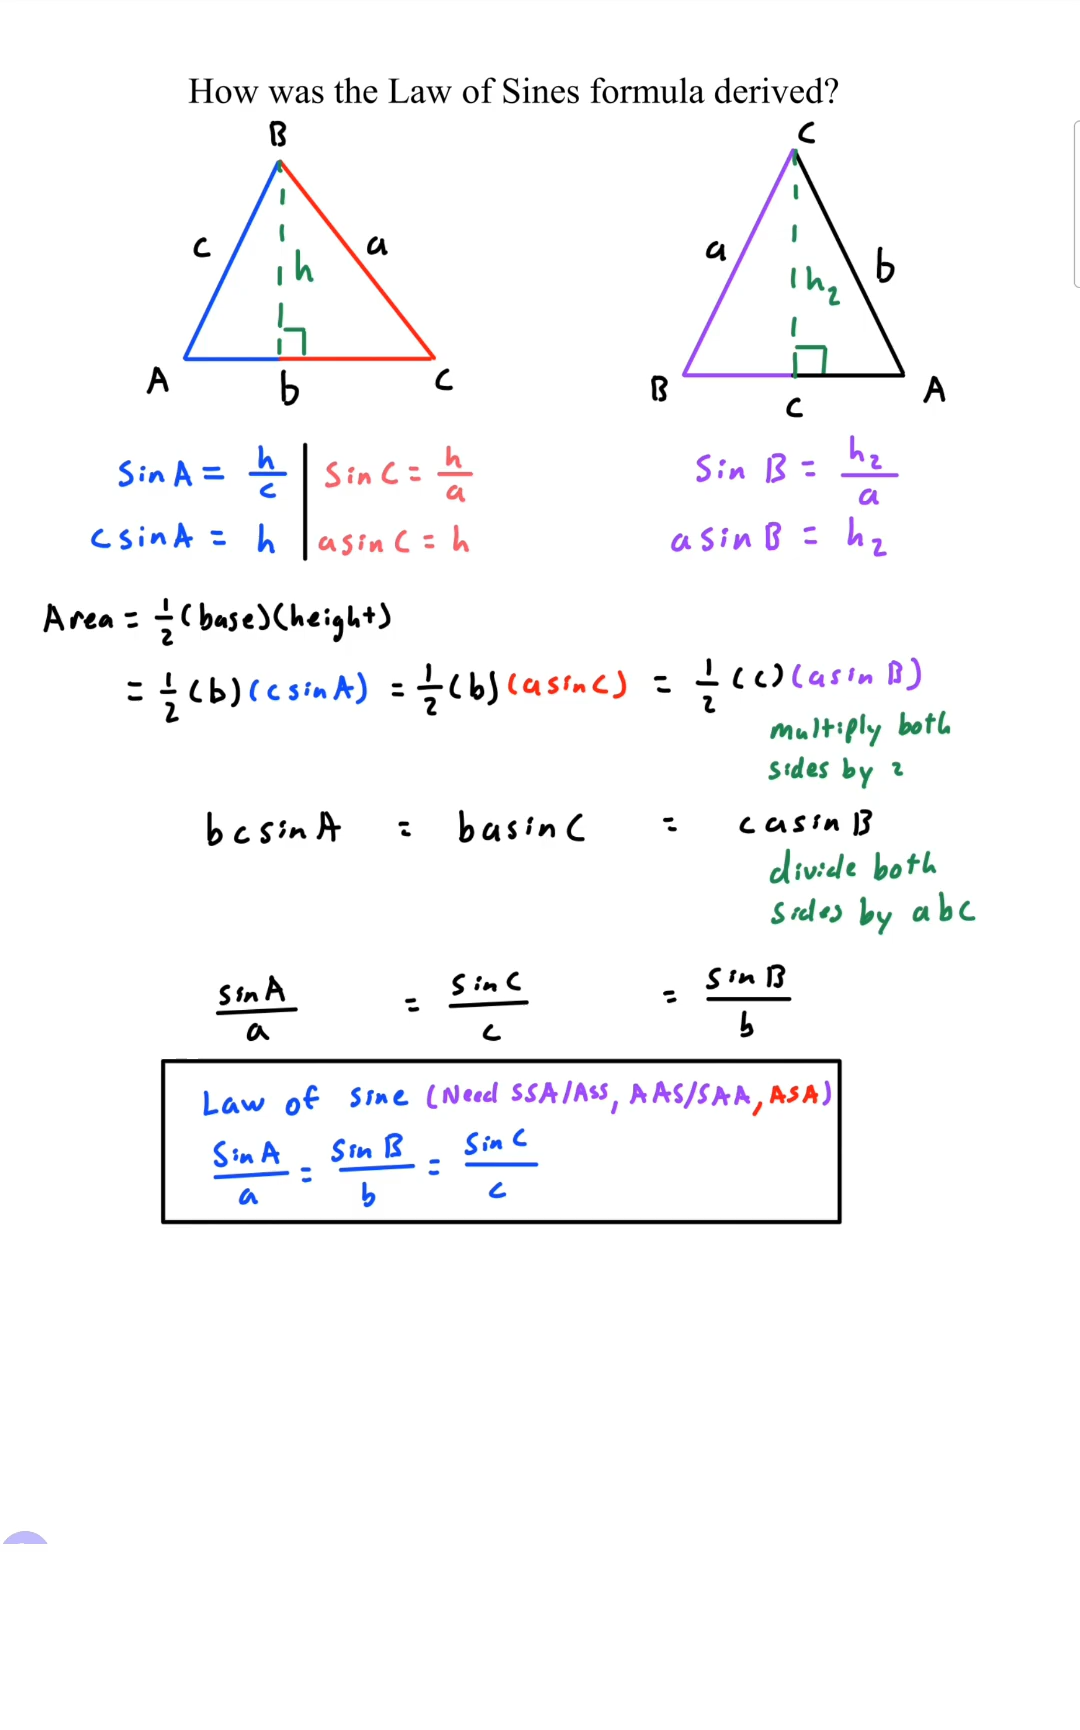 How was the Law of Sines formula derived?
B
c
h
a
A
b
C
C
a
h₂
b
B
c
A
sin A = h/c | sin C = h/a
c sin A = h | a sin C = h
sin B = h₂/a
a sin B = h₂
Area = 1/2 (base)(height)
= 1/2 (b)(c sin A) = 1/2 (b)(a sin C) = 1/2 (c)(a sin B)
multiply both
sides by 2
bc sin A = ba sin C = ca sin B
divide both
sides by abc
sin A/a = sin C/c = sin B/b
Law of sine (Need SSA/ASS, AAS/SAA, ASA)
sin A/a = sin B/b = sin C/c